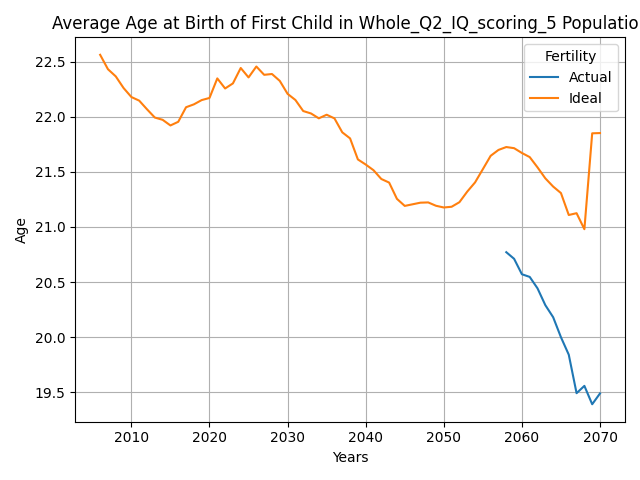 Average Age at Birth of First Child in Whole_Q2_IQ_scoring_5 Populatio
Fertility
Actual
Ideal
22.5
22.0
21.5
21.0
20.5
20.0
19.5
Age
2010 2020 2030 2040 2050 2060 2070
Years